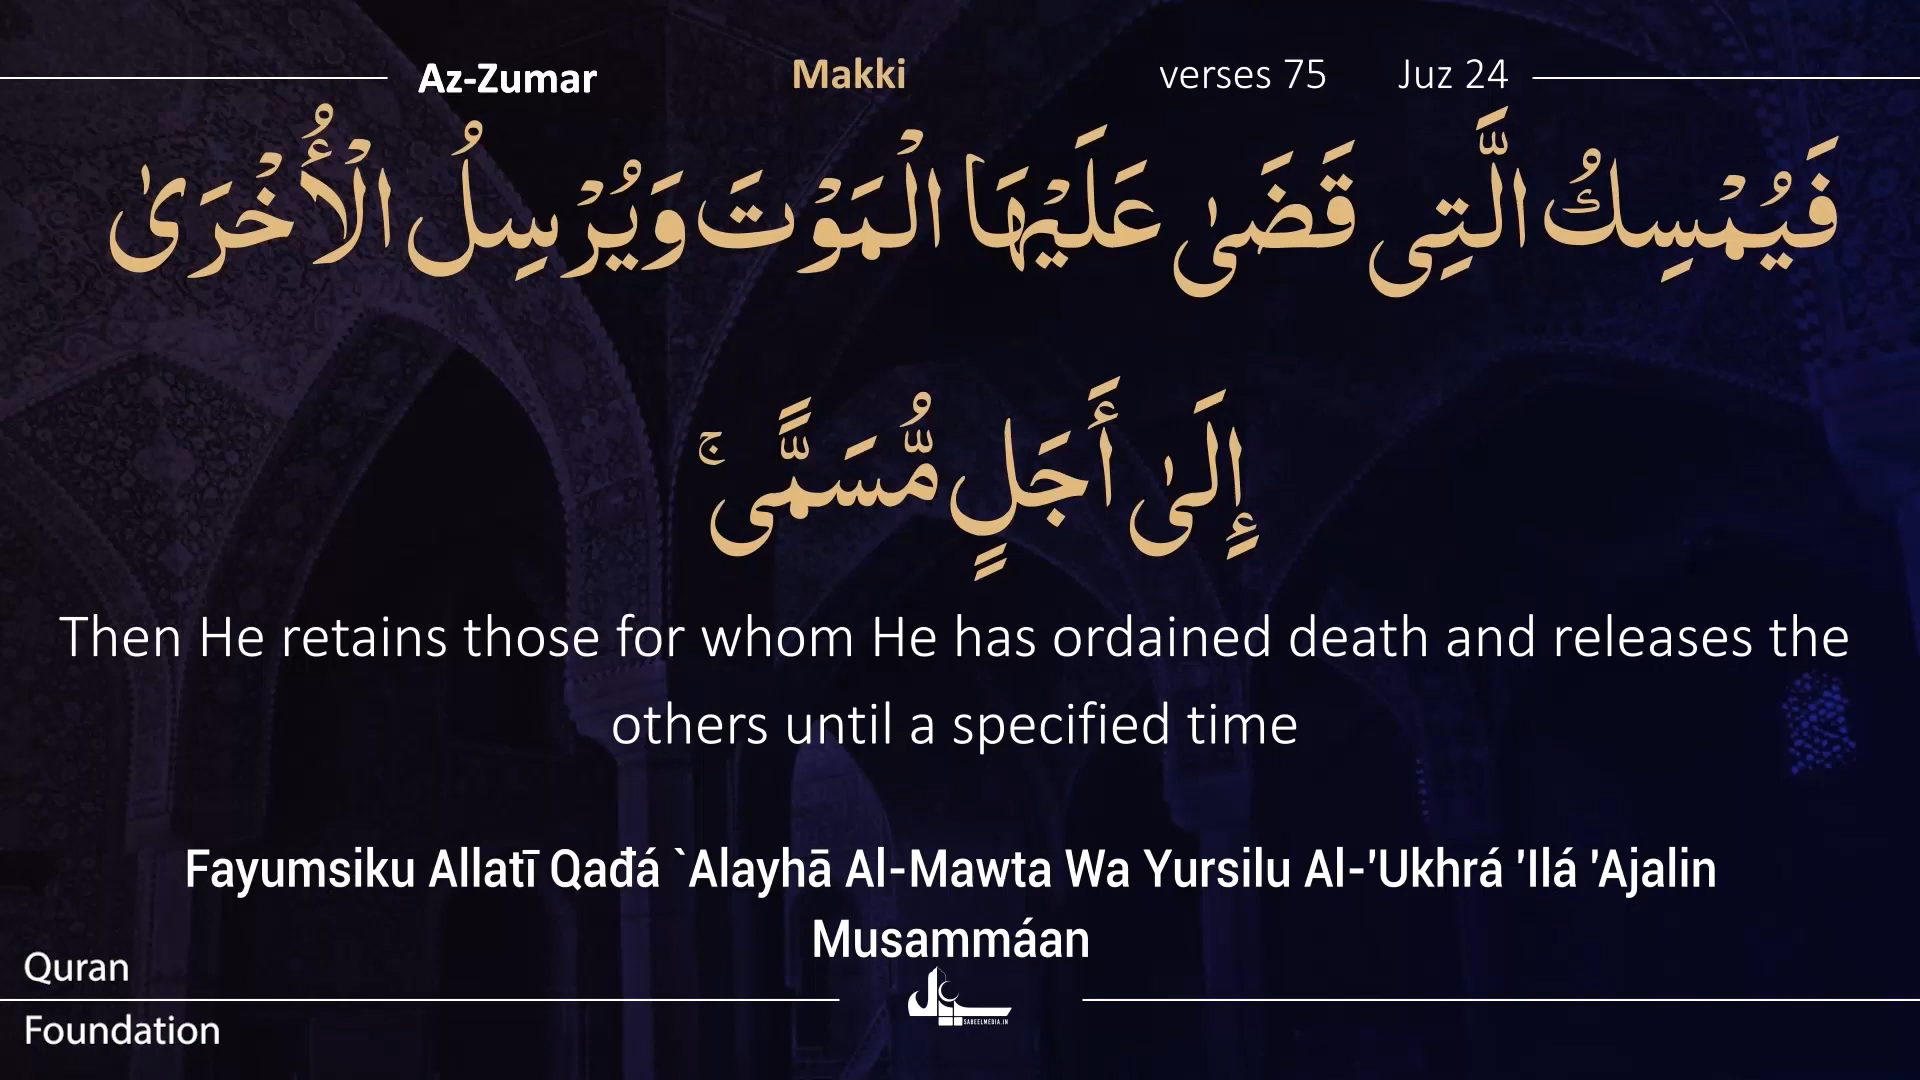 Az-Zumar Makki verses 75 Juz 24
فَيُمْسِكُ الَّتِى قَضَىٰ عَلَيْهَا الْمَوْتَ وَيُرْسِلُ الْأُخْرَىٰ
إِلَىٰ أَجَلٍ مُّسَمًّى ۚ
Then He retains those for whom He has ordained death and releases the
others until a specified time
Fayumsiku Allatī Qađá `Alayhā Al-Mawta Wa Yursilu Al-'Ukhrá 'Ilá 'Ajalin
Musammáan
Quran
Foundation
SABEELMEDIA.IN